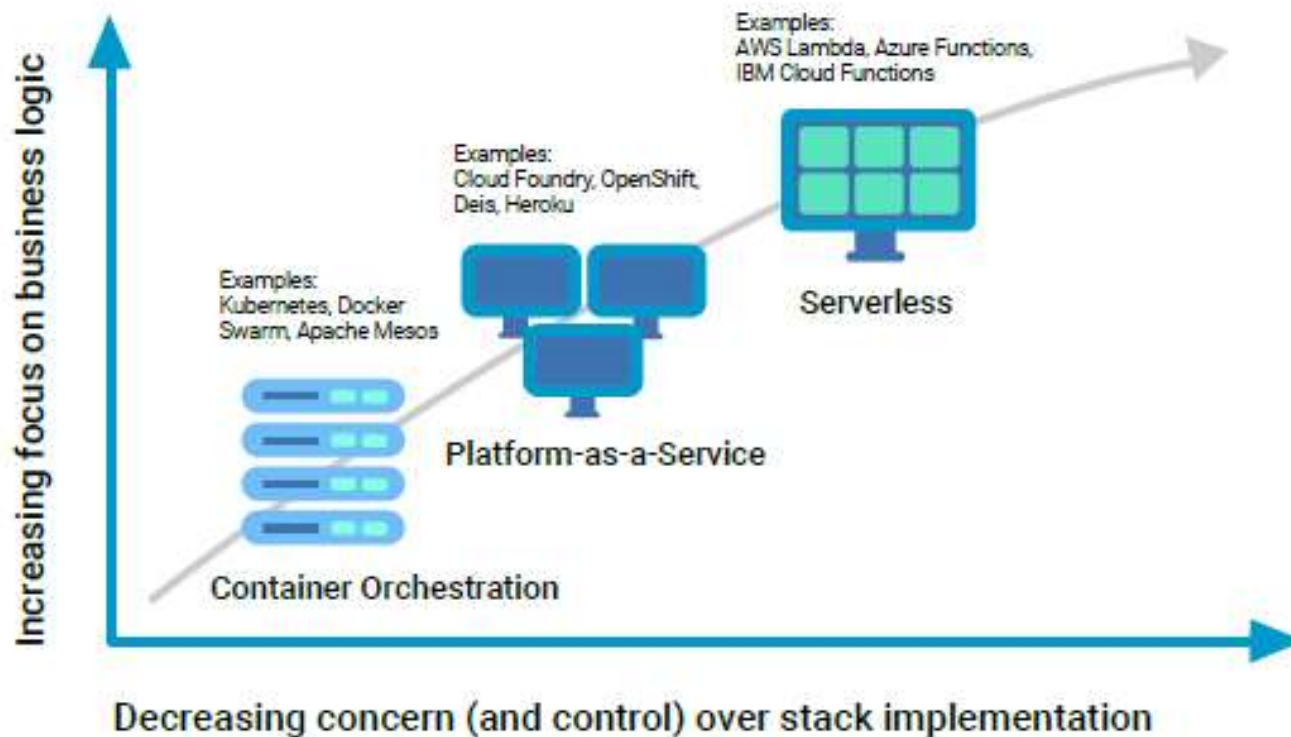 Increasing focus on business logic
Examples:
AWS Lambda, Azure Functions,
IBM Cloud Functions
Serverless
Examples:
Cloud Foundry, OpenShift,
Deis, Heroku
Platform-as-a-Service
Examples:
Kubernetes, Docker
Swarm, Apache Mesos
Container Orchestration
Decreasing concern (and control) over stack implementation